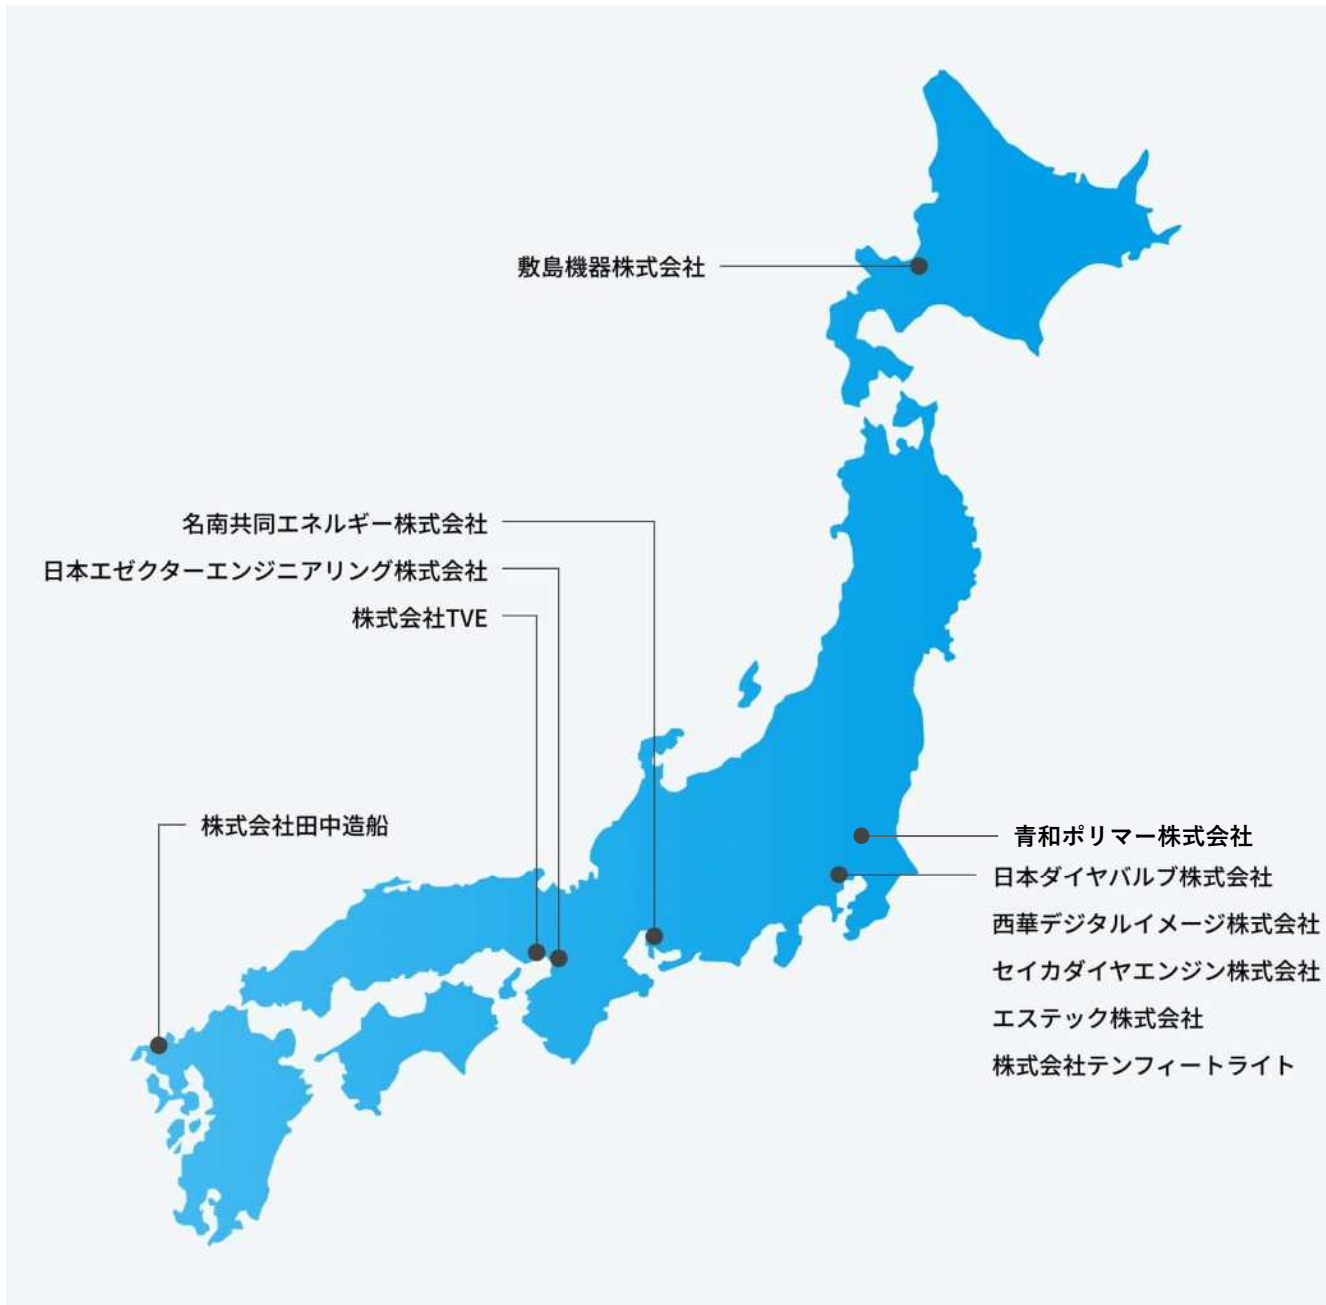 敷島機器株式会社
名南共同エネルギー株式会社
日本エゼクターエンジニアリング株式会社
株式会社TVE
株式会社田中造船
青和ポリマー株式会社
日本ダイヤバルブ株式会社
西華デジタルイメージ株式会社
セイカダイヤエンジン株式会社
エステック株式会社
株式会社テンフィートライト